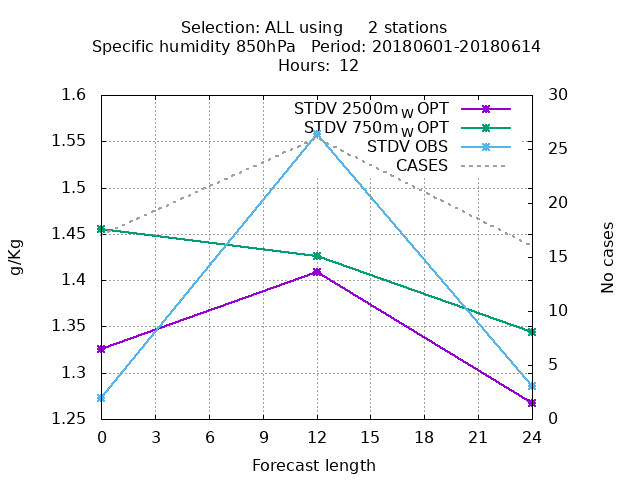 Selection: ALL using     2 stations
Specific humidity 850hPa   Period: 20180601-20180614
Hours:  12
STDV 2500m_W OPT
STDV 750m_W OPT
STDV OBS
CASES
1.6
1.55
1.5
1.45
1.4
1.35
1.3
1.25
g/Kg
30
25
20
15
10
5
0
No cases
0 3 6 9 12 15 18 21 24
Forecast length